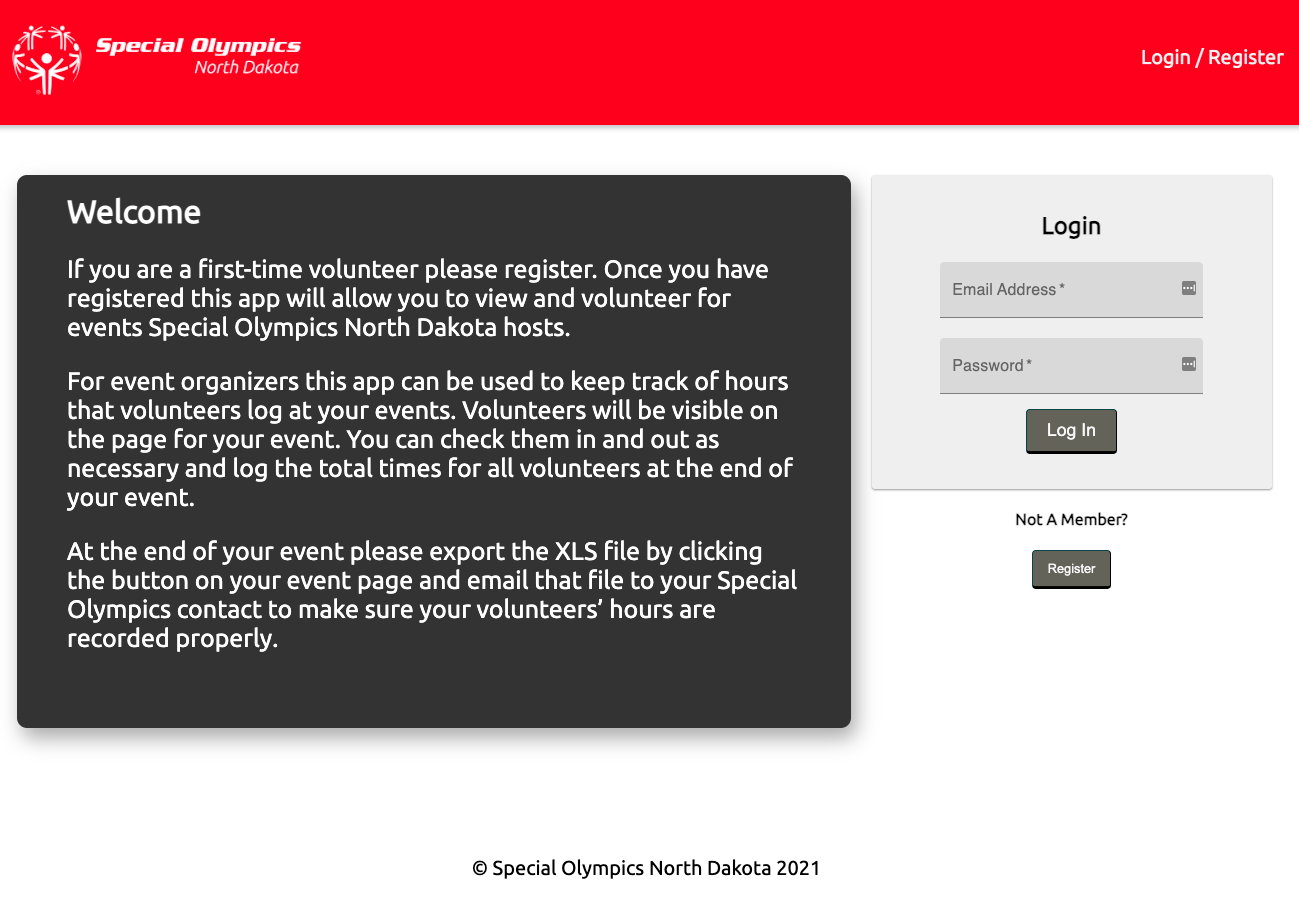 Special Olympics
North Dakota
Login / Register
Welcome
If you are a first-time volunteer please register. Once you have
registered this app will allow you to view and volunteer for
events Special Olympics North Dakota hosts.
For event organizers this app can be used to keep track of hours
that volunteers log at your events. Volunteers will be visible on
the page for your event. You can check them in and out as
necessary and log the total times for all volunteers at the end of
your event.
At the end of your event please export the XLS file by clicking
the button on your event page and email that file to your Special
Olympics contact to make sure your volunteers’ hours are
recorded properly.
Login
Email Address *
Password *
Log In
Not A Member?
Register
© Special Olympics North Dakota 2021